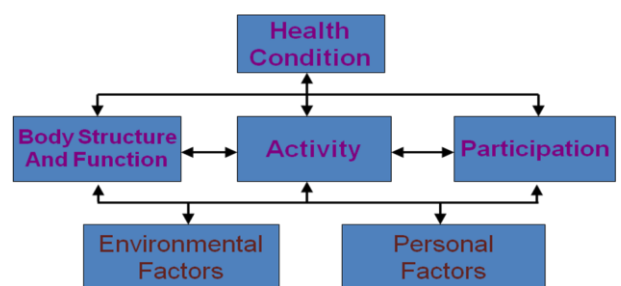 Health
Condition
Body Structure
And Function
Activity
Participation
Environmental
Factors
Personal
Factors